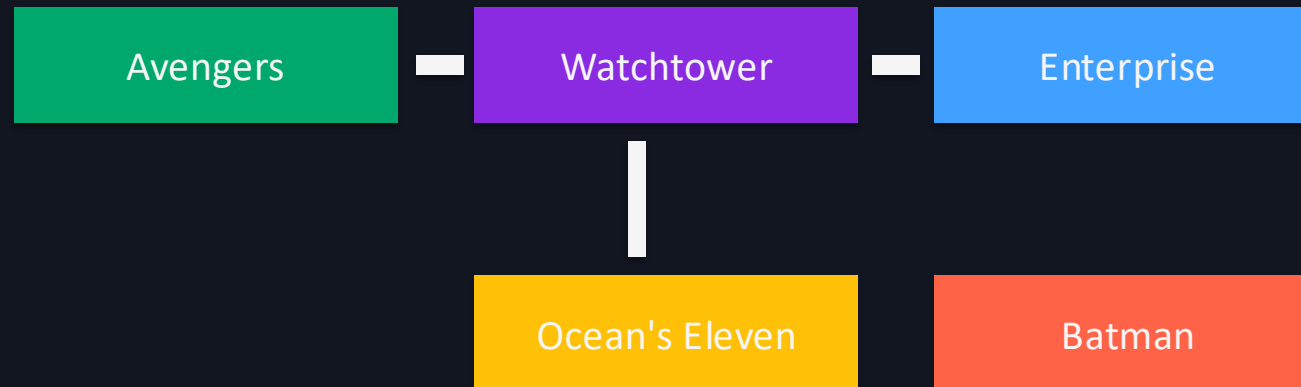 Avengers
Watchtower
Enterprise
Ocean's Eleven
Batman